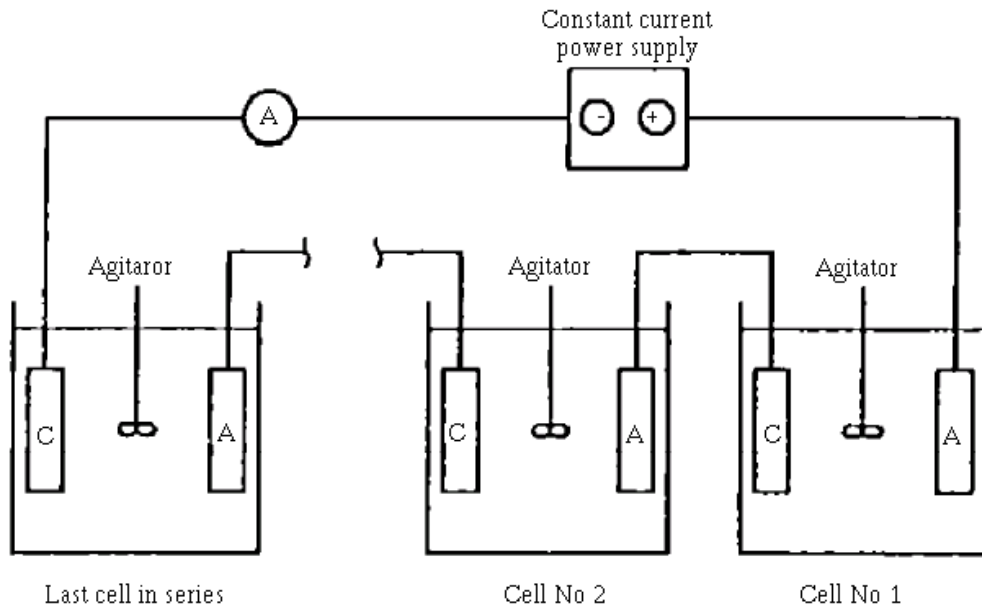 Constant current
power supply
A
- +
Agitaror
Agitator
Agitator
C
A
C
A
C
A
Last cell in series
Cell No 2
Cell No 1